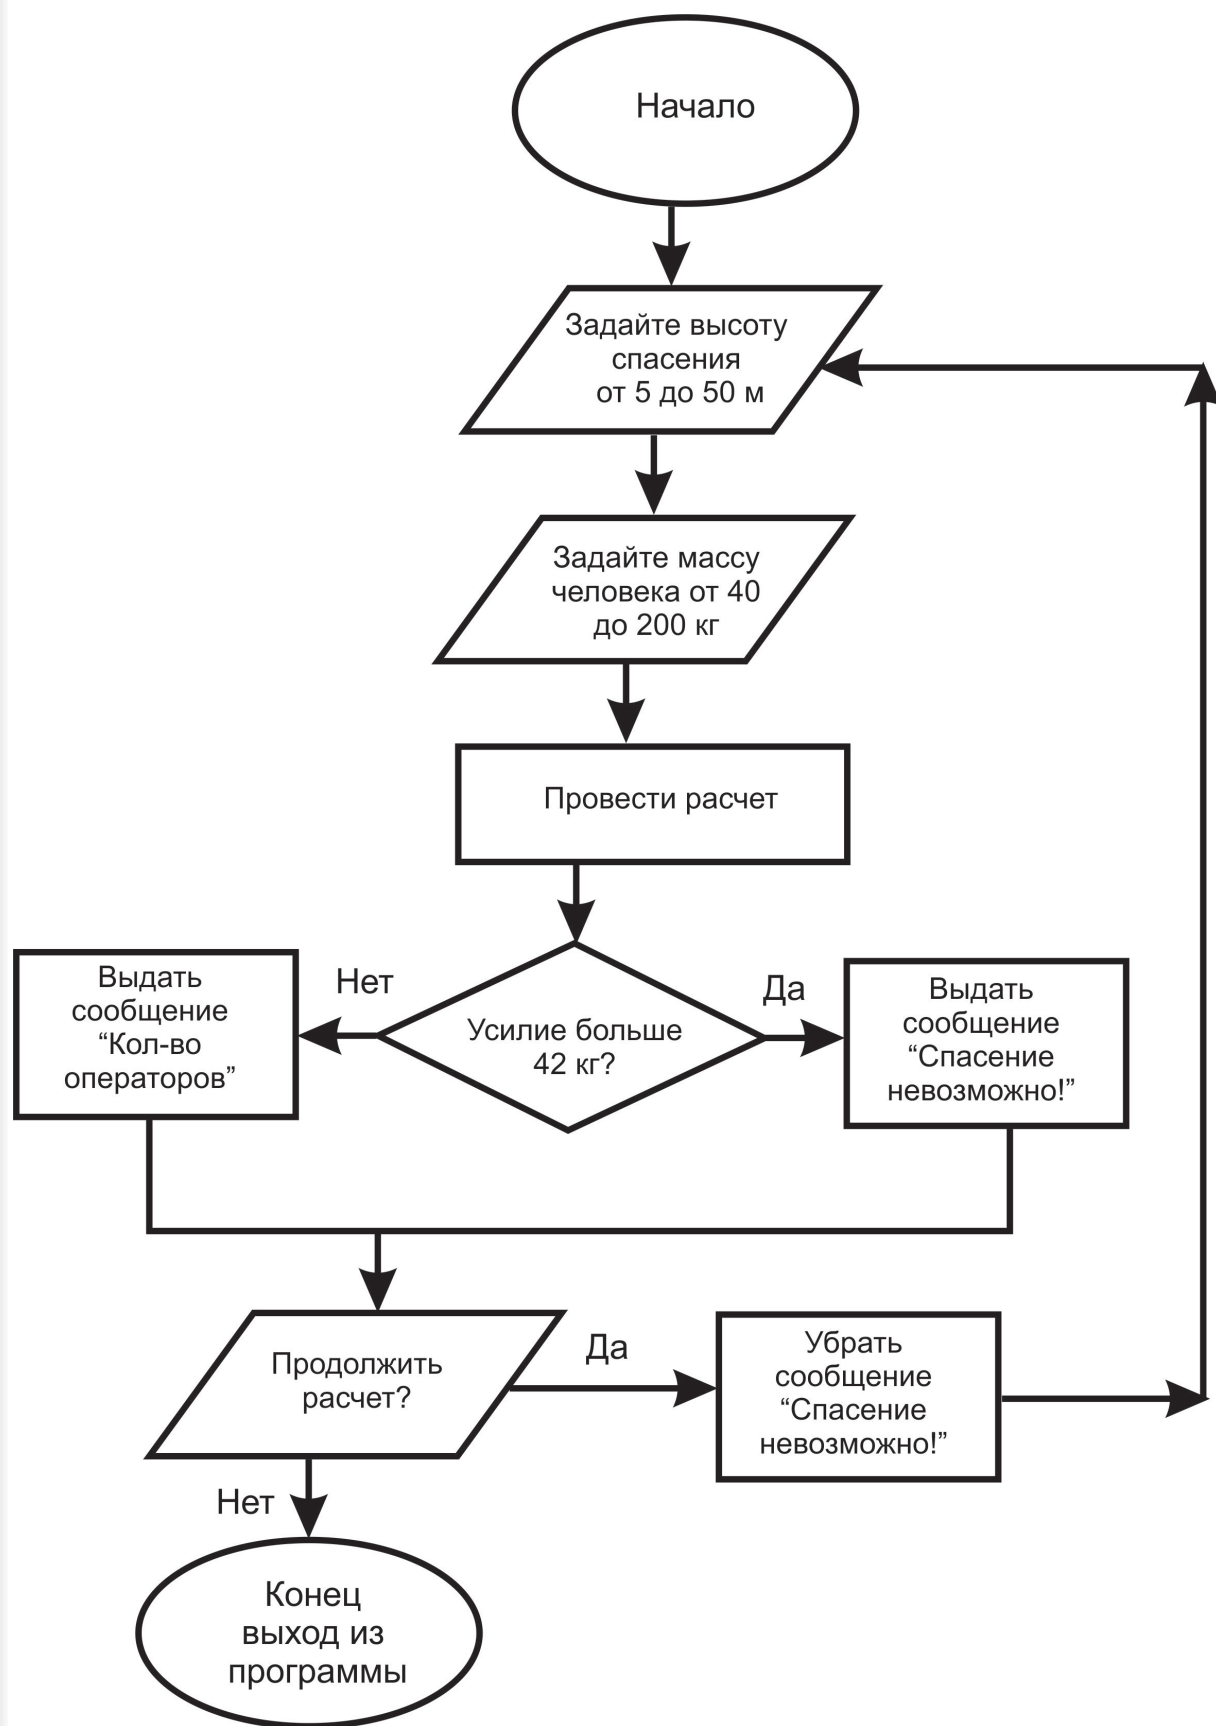 Начало
Задайте высоту
спасения
от 5 до 50 м
Задайте массу
человека от 40
до 200 кг
Провести расчет
Усилие больше
42 кг?
Нет
Выдать
сообщение
“Кол-во
операторов”
Да
Выдать
сообщение
“Спасение
невозможно!”
Продолжить
расчет?
Да
Убрать
сообщение
“Спасение
невозможно!”
Нет
Конец
выход из
программы